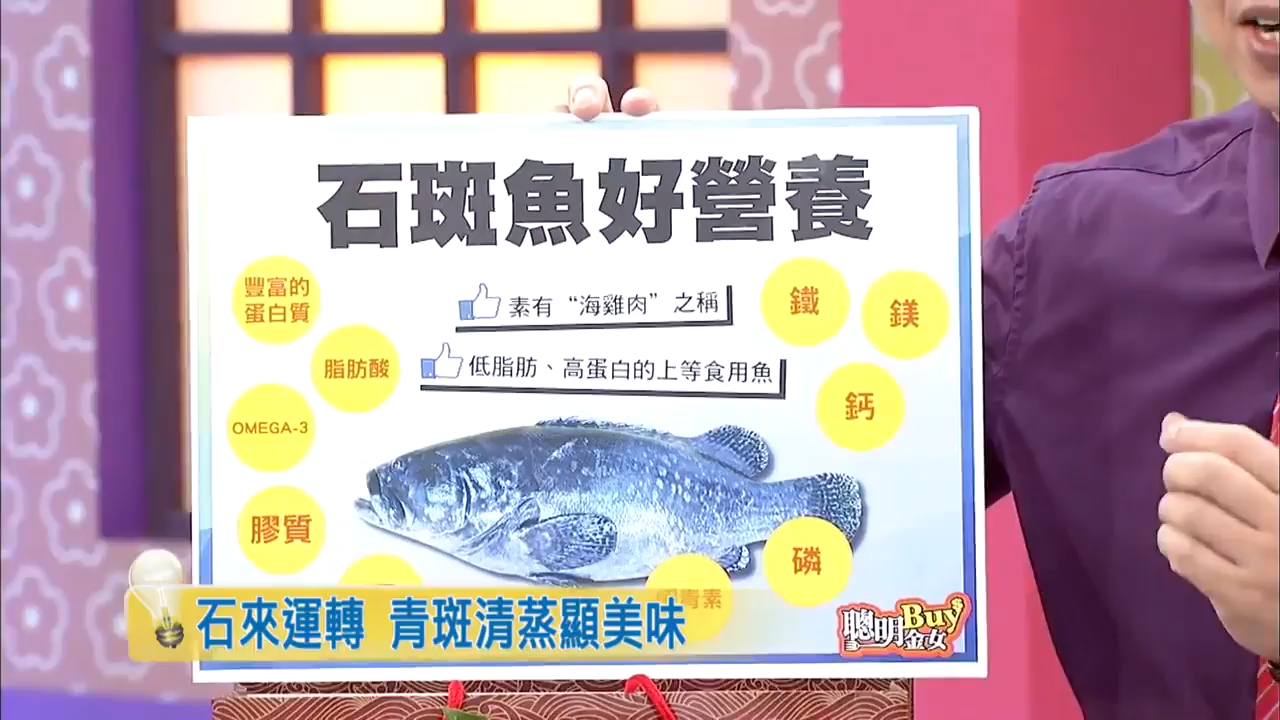 石斑魚好營養
豐富的
蛋白質
脂肪酸
OMEGA-3
膠質
素有“海雞肉”之稱
低脂肪、高蛋白的上等食用魚
鐵
鎂
鈣
磷
青素
石來運轉 青斑清蒸顯美味
聰明Buy
金女